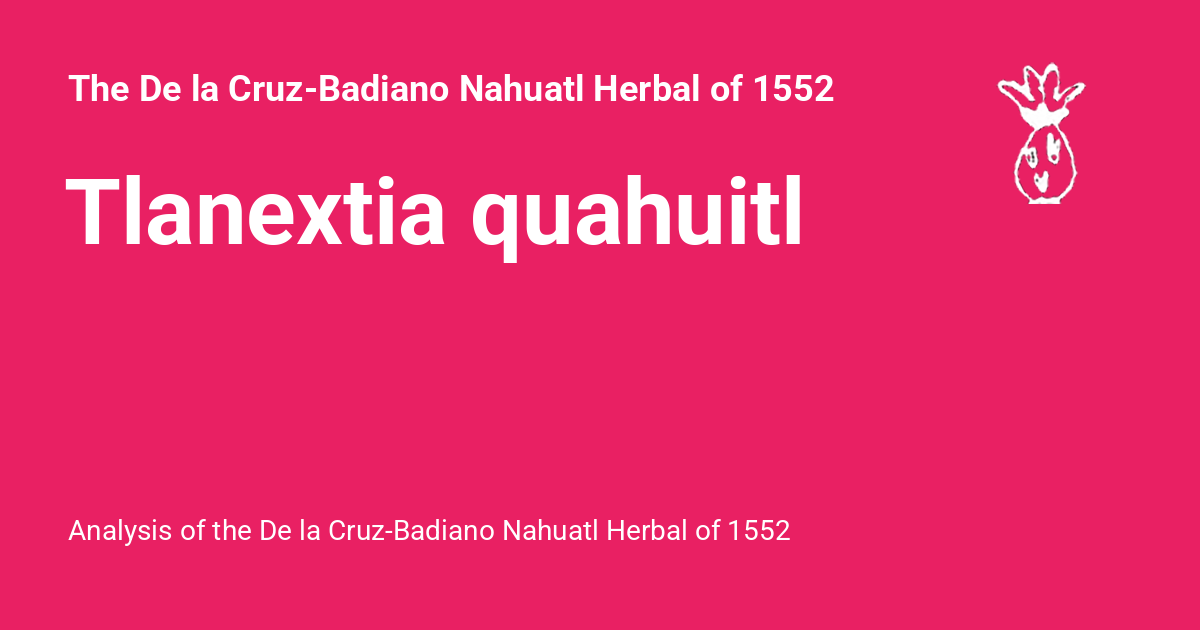 The De la Cruz-Badiano Nahuatl Herbal of 1552
Tlanextia quahuitl
Analysis of the De la Cruz-Badiano Nahuatl Herbal of 1552